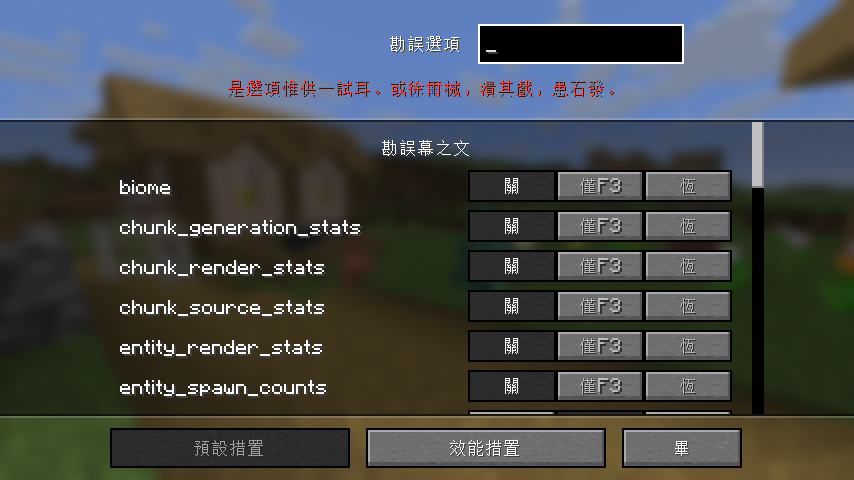 勘誤選項 _
是選項惟供一試耳。或徐爾械，潰其戲，患石發。
勘誤幕之文
biome 關 僅F3 恆
chunk_generation_stats 關 僅F3 恆
chunk_render_stats 關 僅F3 恆
chunk_source_stats 關 僅F3 恆
entity_render_stats 關 僅F3 恆
entity_spawn_counts 關 僅F3 恆
預設措置 效能措置 畢